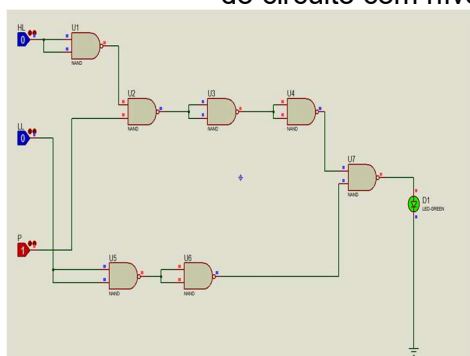 do circuito com níve
HL
0
U1
NAND
U2
NAND
U3
NAND
U4
NAND
U7
NAND
LL
0
D1
LED-GREEN
P
1
U5
NAND
U6
NAND